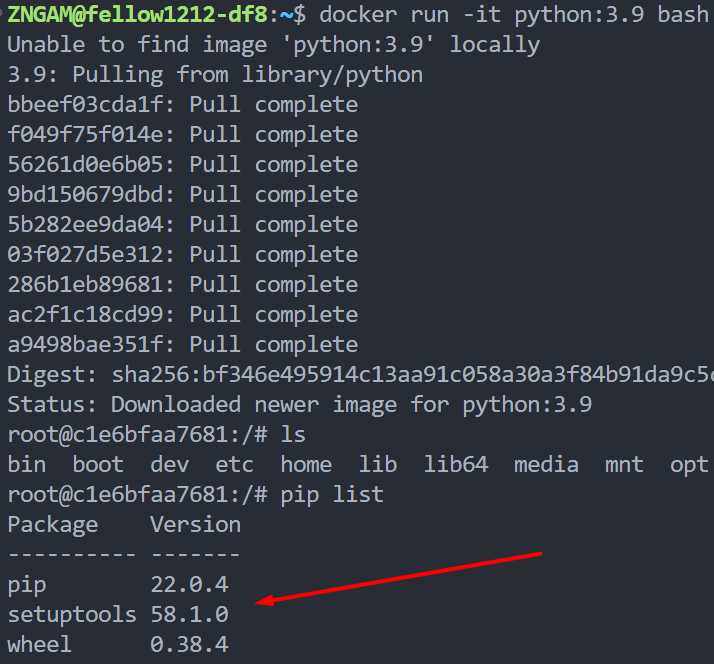 ZNGAM@fellow1212-df8:~$ docker run -it python:3.9 bash
Unable to find image 'python:3.9' locally
3.9: Pulling from library/python
bbeef03cda1f: Pull complete
f049f75f014e: Pull complete
56261d0e6b05: Pull complete
9bd150679dbd: Pull complete
5b282ee9da04: Pull complete
03f027d5e312: Pull complete
286b1eb89681: Pull complete
ac2f1c18cd99: Pull complete
a9498bae351f: Pull complete
Digest: sha256:bf346e495914c13aa91c058a30a3f84b91da9c5c
Status: Downloaded newer image for python:3.9
root@c1e6bfaa7681:/# ls
bin boot dev etc home lib lib64 media mnt opt
root@c1e6bfaa7681:/# pip list
Package    Version
---------- -------
pip        22.0.4
setuptools 58.1.0
wheel      0.38.4